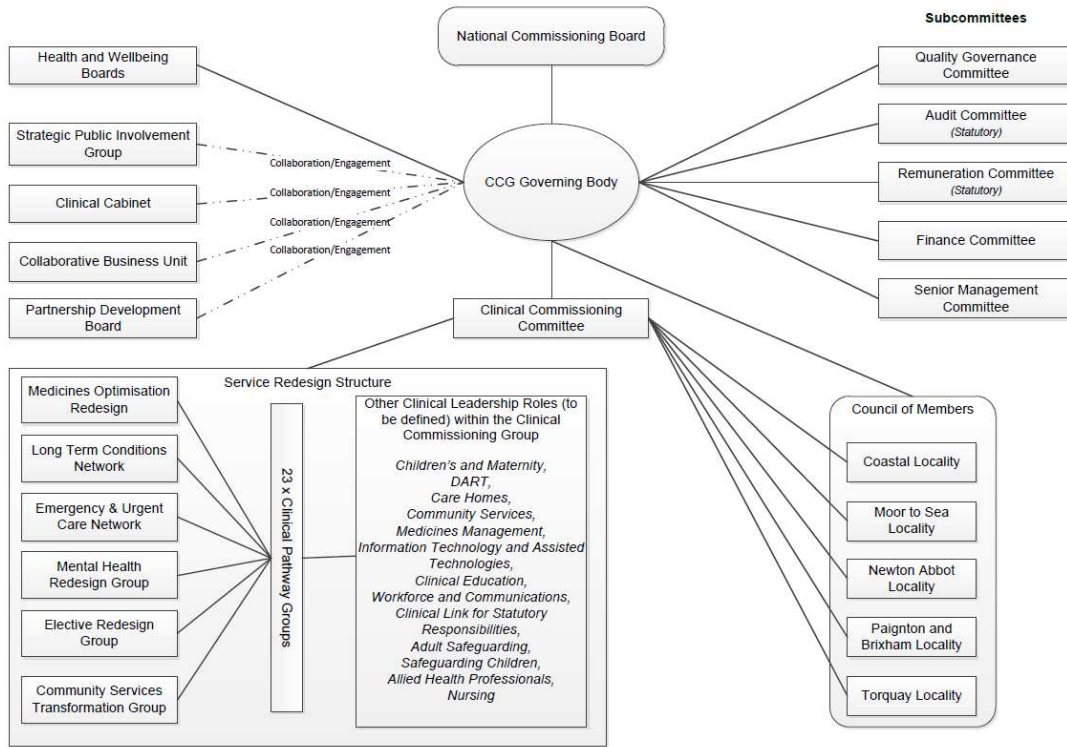 Subcommittees
National Commissioning Board
Health and Wellbeing
Boards
Strategic Public Involvement
Group
Clinical Cabinet
Collaborative Business Unit
Partnership Development
Board
Collaboration/Engagement
Collaboration/Engagement
Collaboration/Engagement
Collaboration/Engagement
CCG Governing Body
Quality Governance
Committee
Audit Committee
(Statutory)
Remuneration Committee
(Statutory)
Finance Committee
Senior Management
Committee
Clinical Commissioning
Committee
Service Redesign Structure
Medicines Optimisation
Redesign
Long Term Conditions
Network
Emergency & Urgent
Care Network
Mental Health
Redesign Group
Elective Redesign
Group
Community Services
Transformation Group
23 x Clinical Pathway Groups
Other Clinical Leadership Roles (to
be defined) within the Clinical
Commissioning Group
Children's and Maternity,
DART,
Care Homes,
Community Services,
Medicines Management,
Information Technology and Assisted
Technologies,
Clinical Education,
Workforce and Communications,
Clinical Link for Statutory
Responsibilities,
Adult Safeguarding,
Safeguarding Children,
Allied Health Professionals,
Nursing
Council of Members
Coastal Locality
Moor to Sea
Locality
Newton Abbot
Locality
Paignton and
Brixham Locality
Torquay Locality